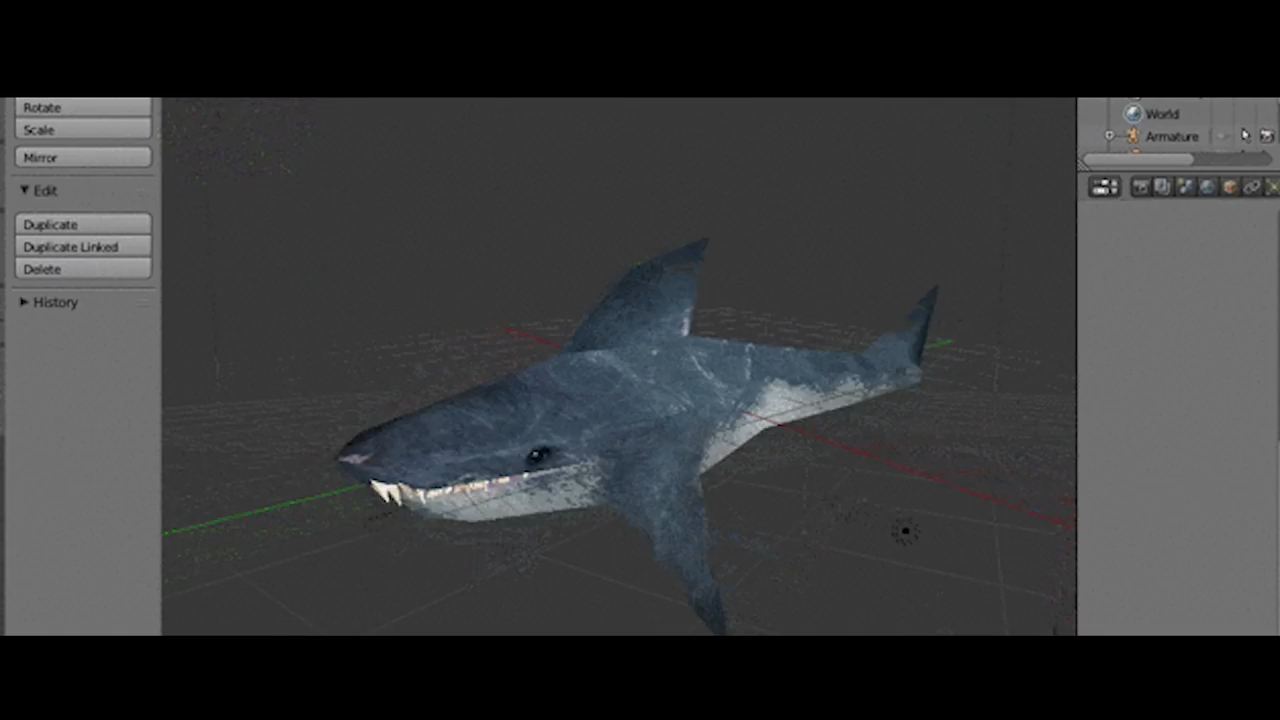 Rotate
Scale
Mirror
Edit
Duplicate
Duplicate Linked
Delete
History
World
Armature